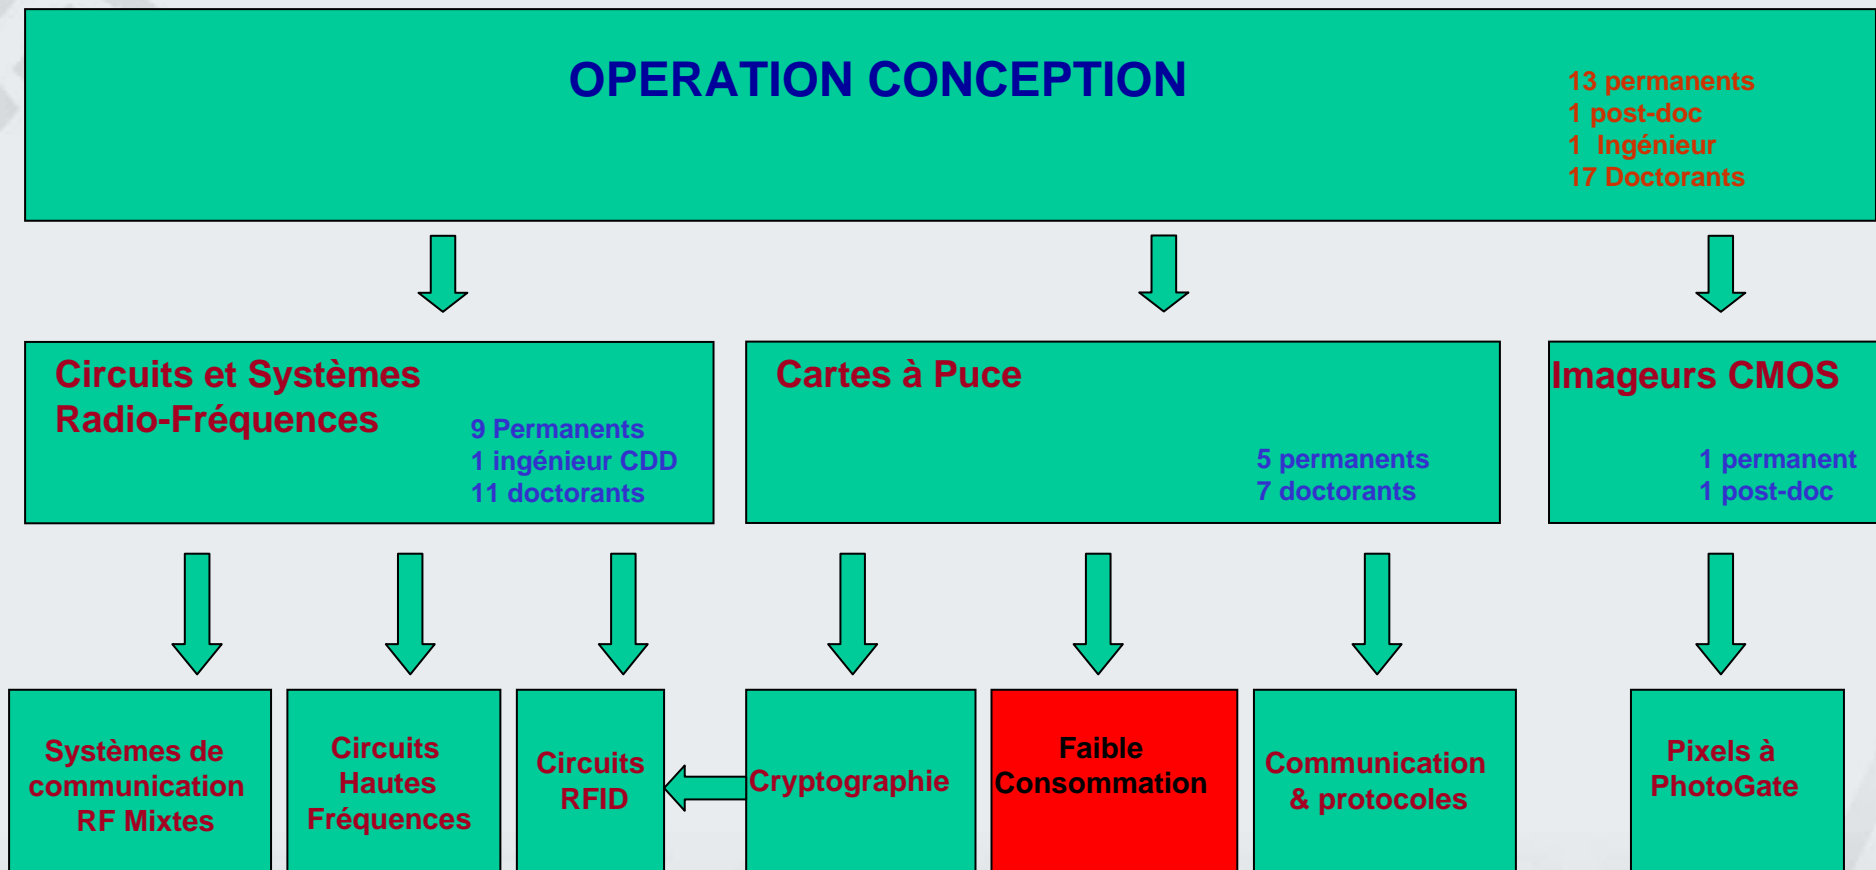 OPERATION CONCEPTION
13 permanents
1 post-doc
1 Ingénieur
17 Doctorants
Circuits et Systèmes
Radio-Fréquences
9 Permanents
1 ingénieur CDD
11 doctorants
Cartes à Puce
5 permanents
7 doctorants
Imageurs CMOS
1 permanent
1 post-doc
Systèmes de
communication
RF Mixtes
Circuits
Hautes
Fréquences
Circuits
RFID
Cryptographie
Faible
Consommation
Communication
& protocoles
Pixels à
PhotoGate